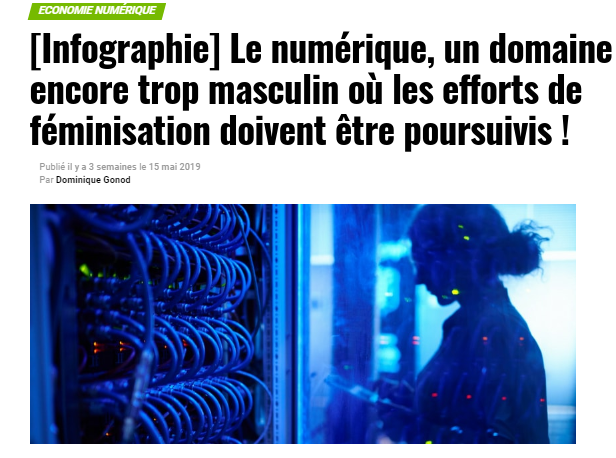 ECONOMIE NUMÉRIQUE
[Infographie] Le numérique, un domaine
encore trop masculin où les efforts de
féminisation doivent être poursuivis !
Publié il y a 3 semaines le 15 mai 2019
Par Dominique Gonod